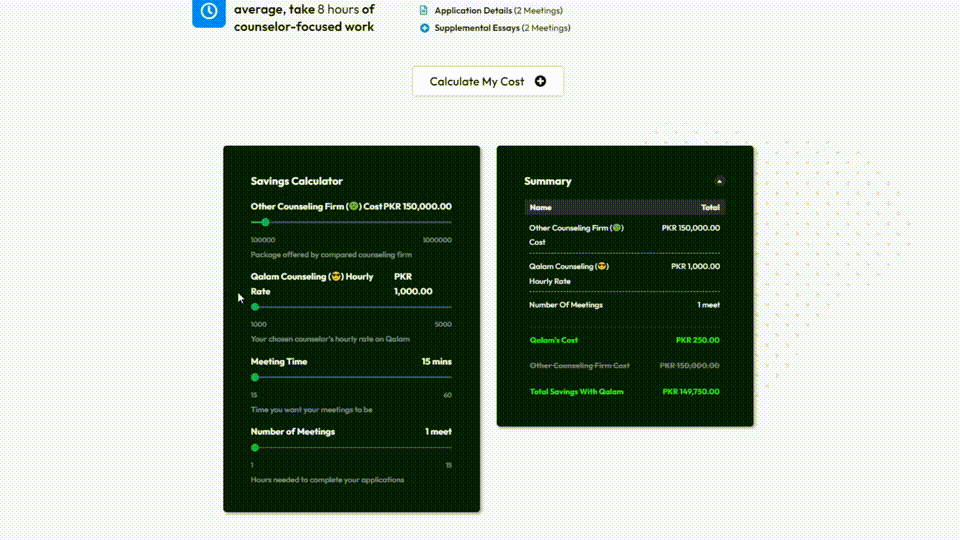 average, take 8 hours of
counselor-focused work
Application Details (2 Meetings)
Supplemental Essays (2 Meetings)
Calculate My Cost
Savings Calculator
Other Counseling Firm (🤢) Cost PKR 150,000.00
100000 1000000
Package offered by compared counseling firm
Qalam Counseling (😎) Hourly PKR
Rate 1,000.00
1000 5000
Your chosen counselor's hourly rate on Qalam
Meeting Time 15 mins
15 60
Time you want your meetings to be
Number of Meetings 1 meet
1 15
Hours needed to complete your applications
Summary
Name Total
Other Counseling Firm (🤢) PKR 150,000.00
Cost
Qalam Counseling (😎) PKR 1,000.00
Hourly Rate
Number Of Meetings 1 meet
Qalam's Cost PKR 250.00
Other Counseling Firm Cost PKR 150,000.00
Total Savings With Qalam PKR 149,750.00